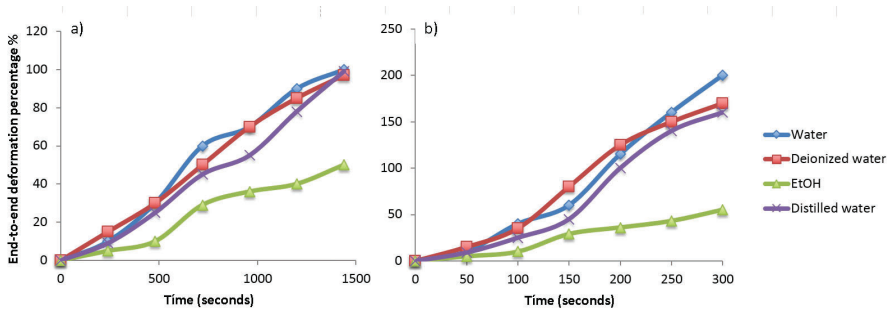 a)
End-to-end deformation percentage %
120
100
80
60
40
20
0
0 500 1000 1500
Time (seconds)
b)
200
150
100
50
0
0 50 100 150 200 250 300
Time (seconds)
Water
Deionized water
EtOH
Distilled water